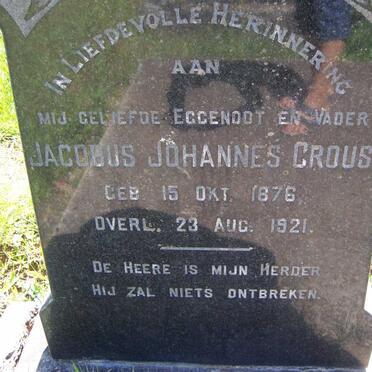 IN LIEFDEVOLLE HERINNERING
AAN
MIJ GELIEFDE EGGENOOT EN VADER
JACOBUS JOHANNES CROUS
GEB 15 OKT. 1876.
OVERL. 23 AUG. 1921.
DE HEERE IS MIJN HERDER
HIJ ZAL NIETS ONTBREKEN.